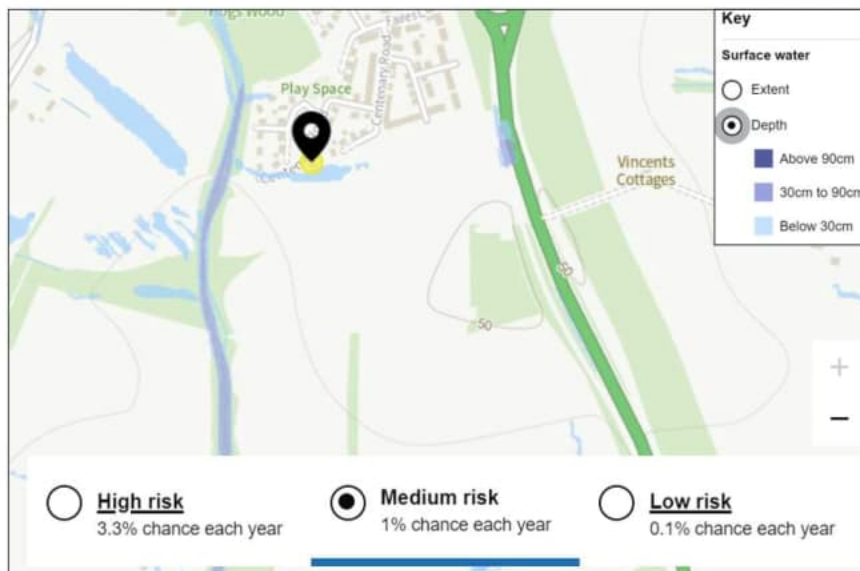 Hogs Wood
Play Space
Centenary Road
Vincents
Cottages
50
50
Key
Surface water
Extent
Depth
Above 90cm
30cm to 90cm
Below 30cm
+
−
High risk
3.3% chance each year
Medium risk
1% chance each year
Low risk
0.1% chance each year